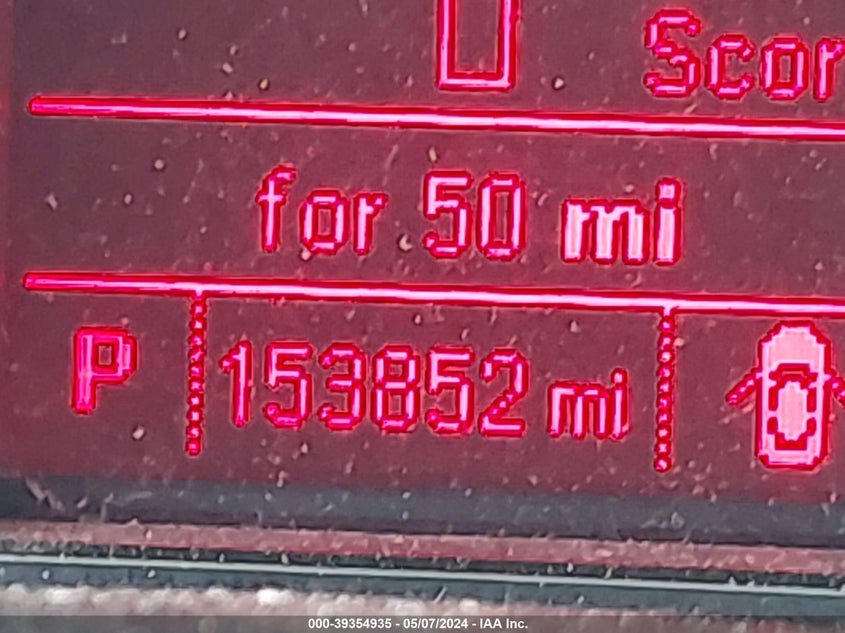 Scor
for 50 mi
P 153852 mi
000-39354935 - 05/07/2024 - IAA Inc.